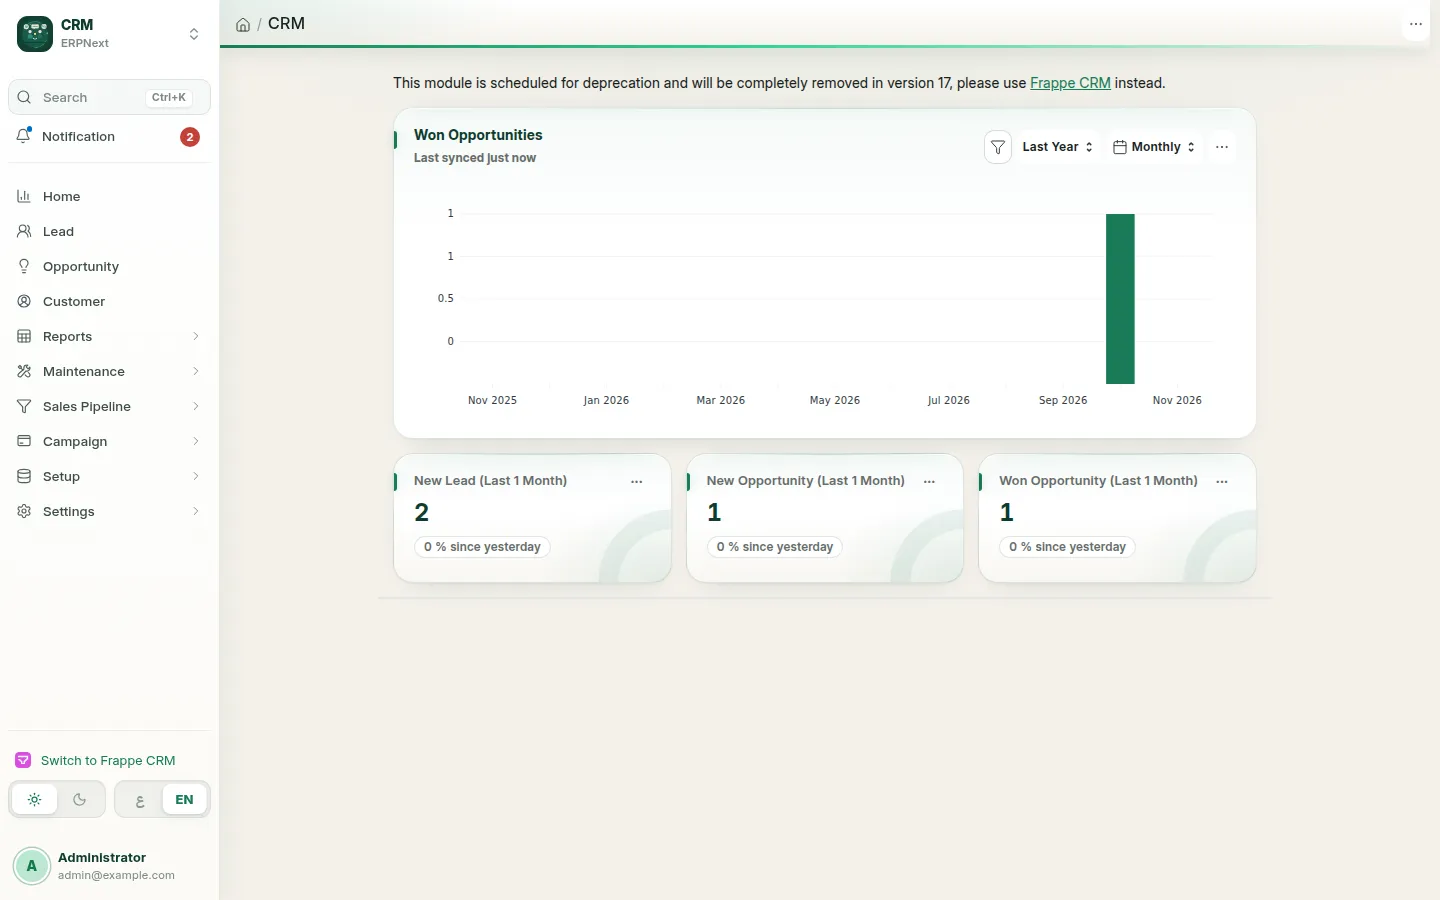 CRM
ERPNext
Search
Ctrl+K
Notification
2
Home
Lead
Opportunity
Customer
Reports
Maintenance
Sales Pipeline
Campaign
Setup
Settings
Switch to Frappe CRM
ع
EN
A
Administrator
admin@example.com
/ CRM
This module is scheduled for deprecation and will be completely removed in version 17, please use Frappe CRM instead.
Won Opportunities
Last synced just now
Last Year
Monthly
1
1
0.5
0
Nov 2025
Jan 2026
Mar 2026
May 2026
Jul 2026
Sep 2026
Nov 2026
New Lead (Last 1 Month)
2
0 % since yesterday
New Opportunity (Last 1 Month)
1
0 % since yesterday
Won Opportunity (Last 1 Month)
1
0 % since yesterday